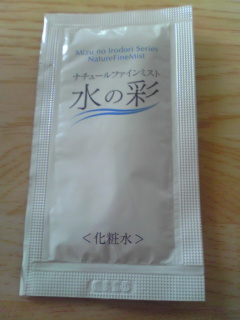 Mizu no Irodori Series
NatureFineMist
ナチュールファインミスト
水の彩
＜化粧水＞